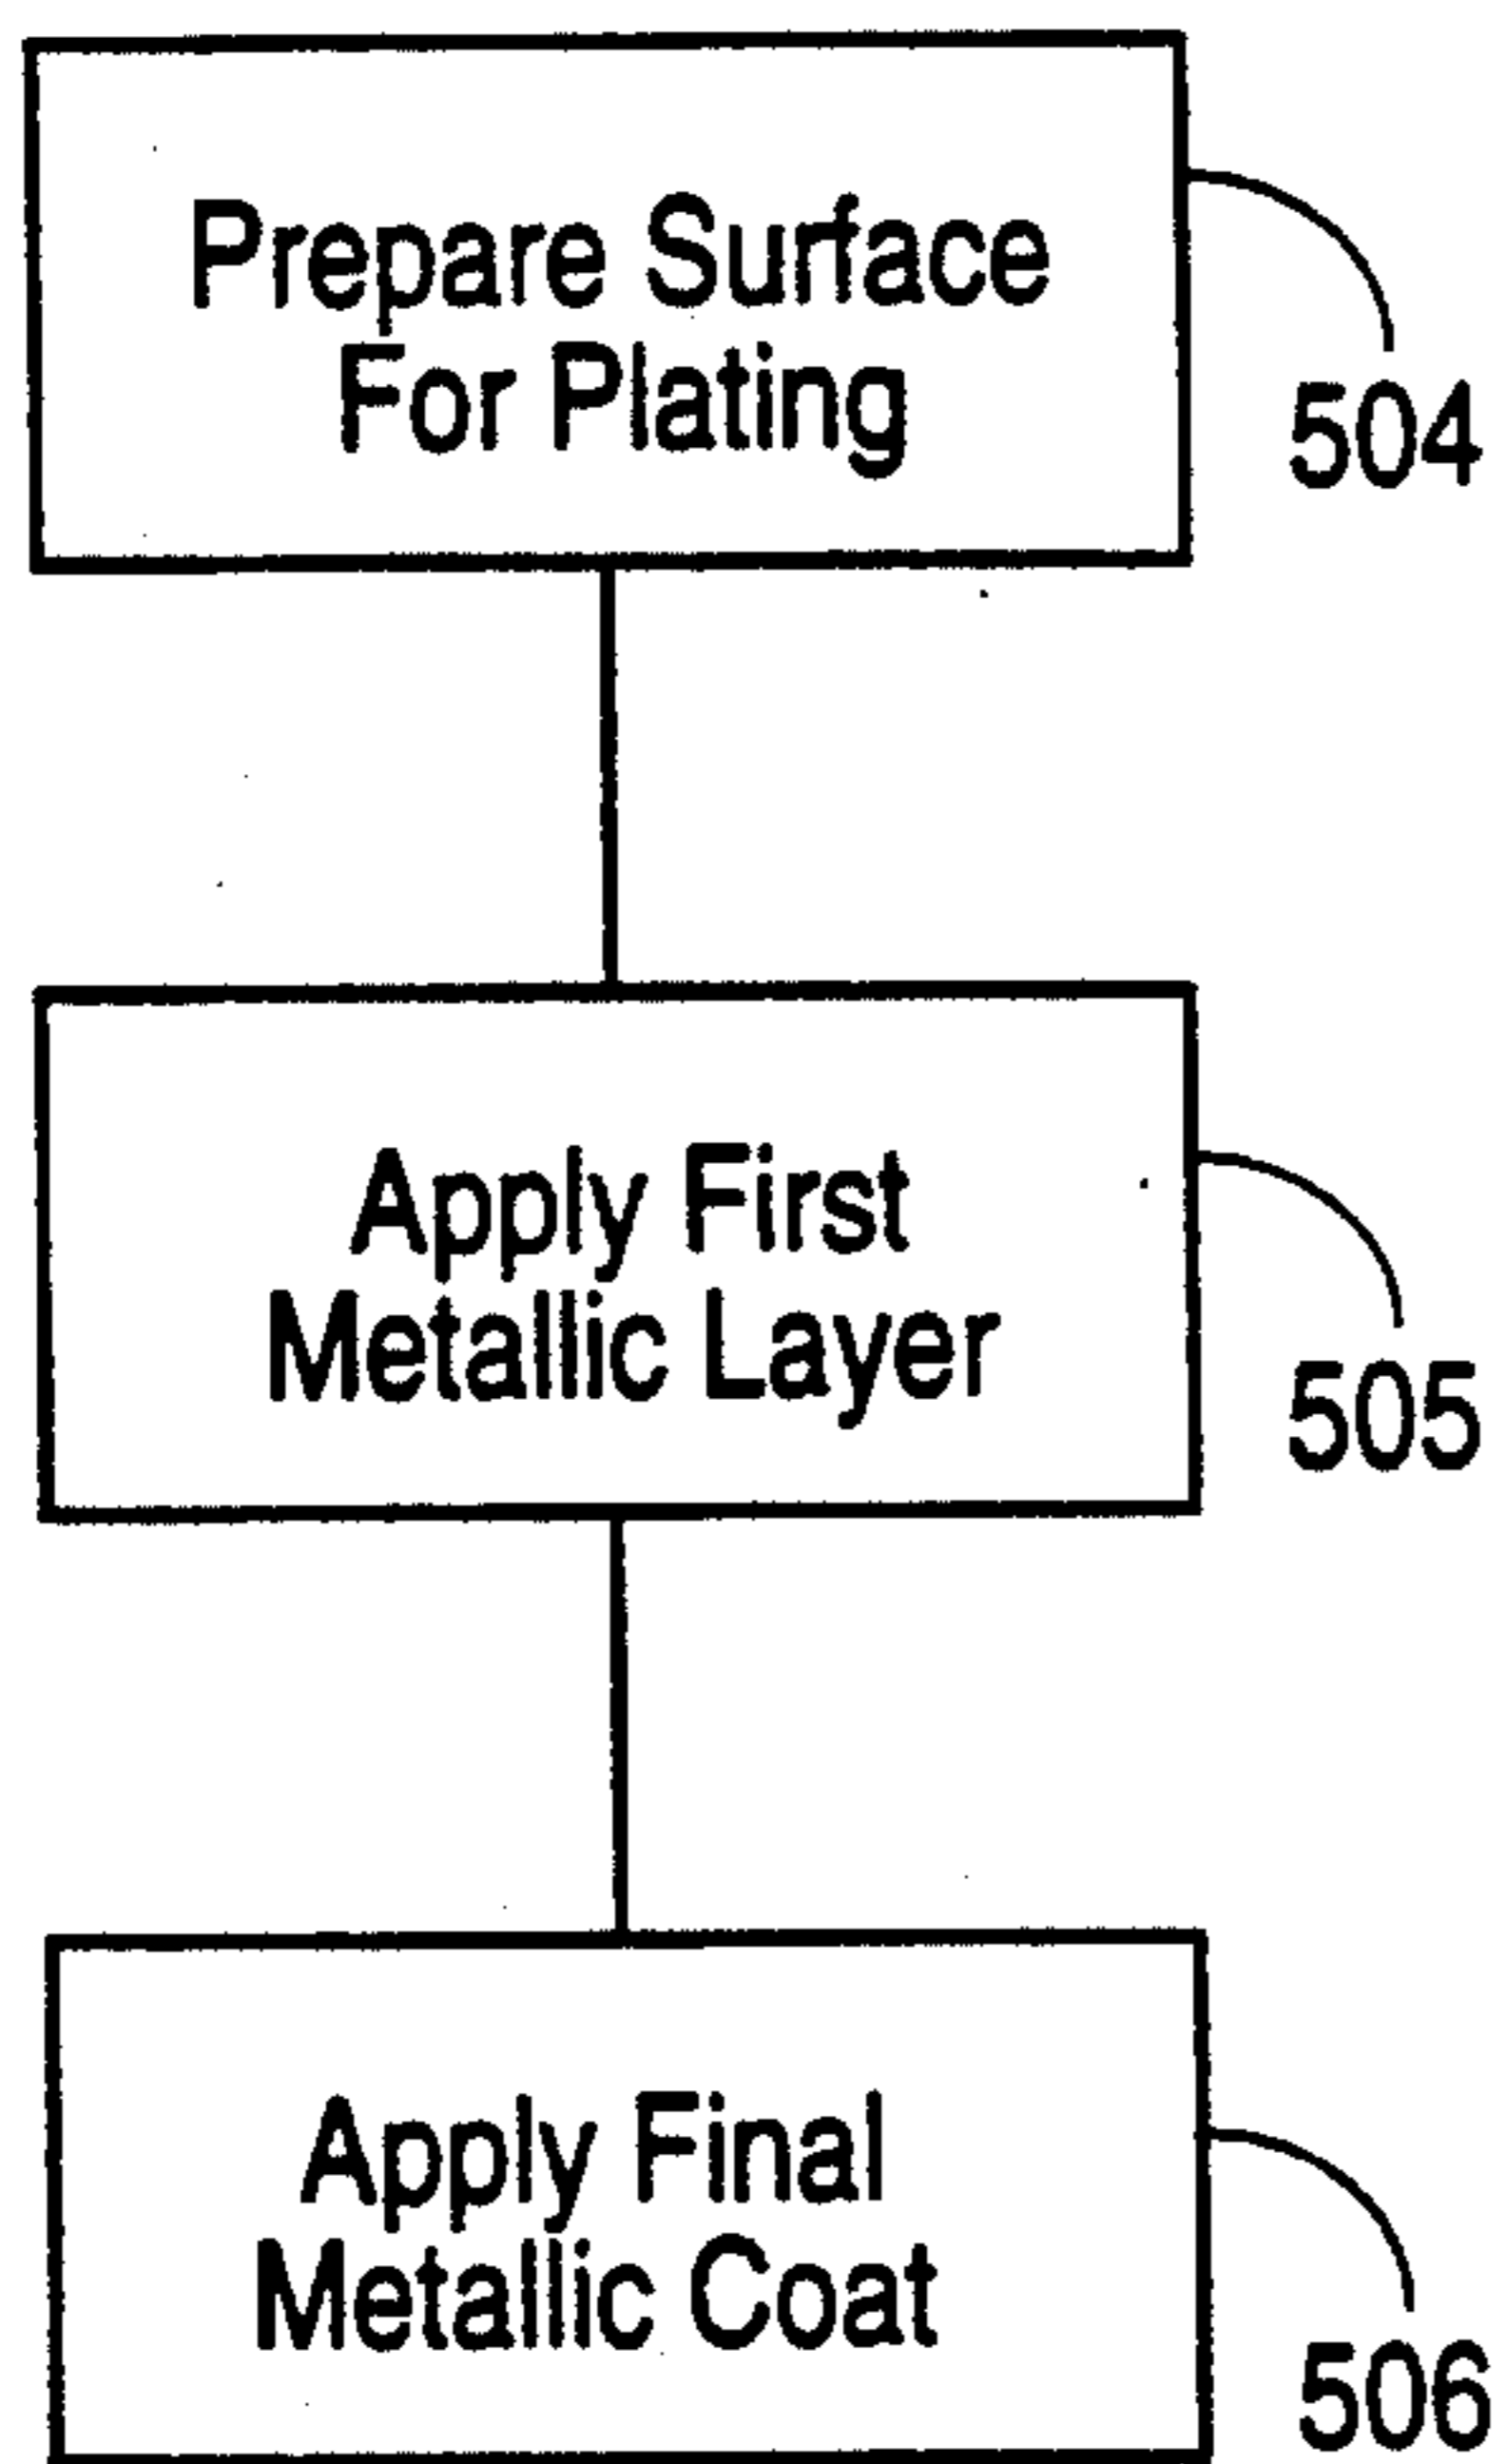 Prepare Surface
For Plating
504
Apply First
Metallic Layer
505
Apply Final
Metallic Coat
506